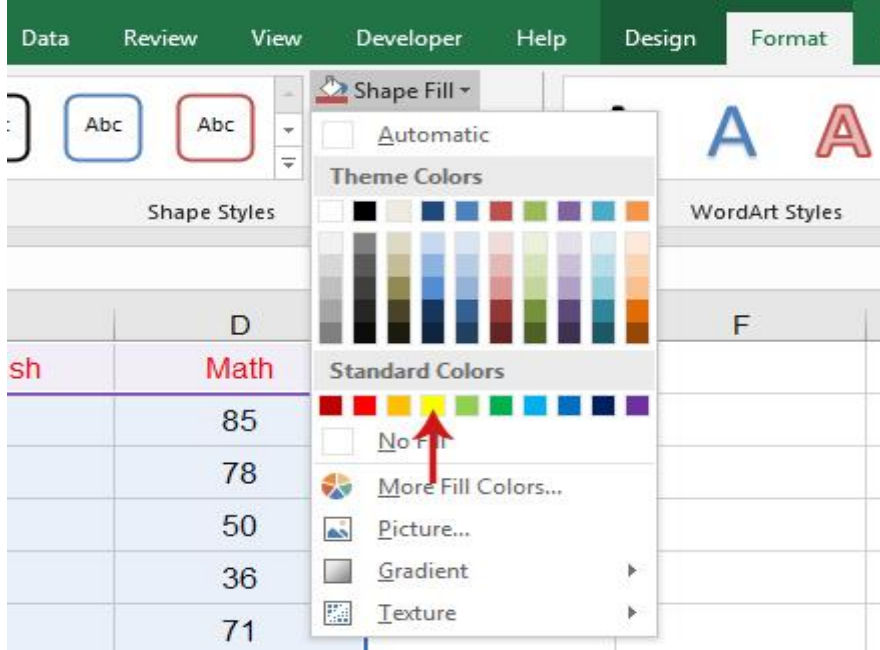 Data Review View Developer Help Design Format
Abc Abc Shape Fill
Automatic
Theme Colors
Shape Styles WordArt Styles
D F
sh Math
Standard Colors
85
No Fill
78
More Fill Colors...
50
Picture...
36
Gradient
71
Texture